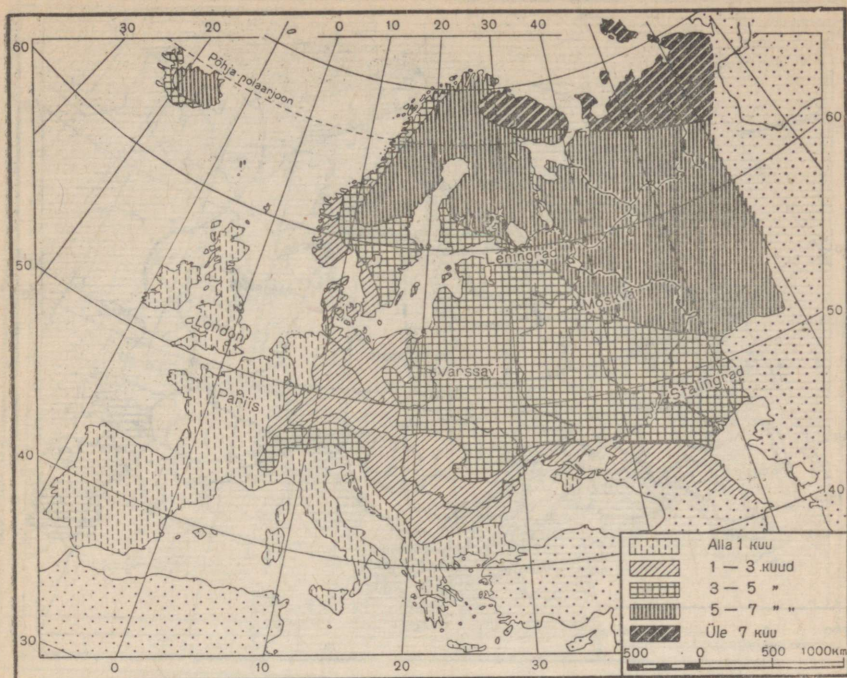 30 20 0 10 20 30 40
60
Põhja polaarjoon
60
50
Leningrad
London
Moskva
50
Varssavi
Pariis
Stalingrad
40
40
Alla 1 kuu
1 — 3 kuud
3 — 5 "
5 — 7 " "
Üle 7 kuu
30
500 0 500 1000 KM
0 10 20 30